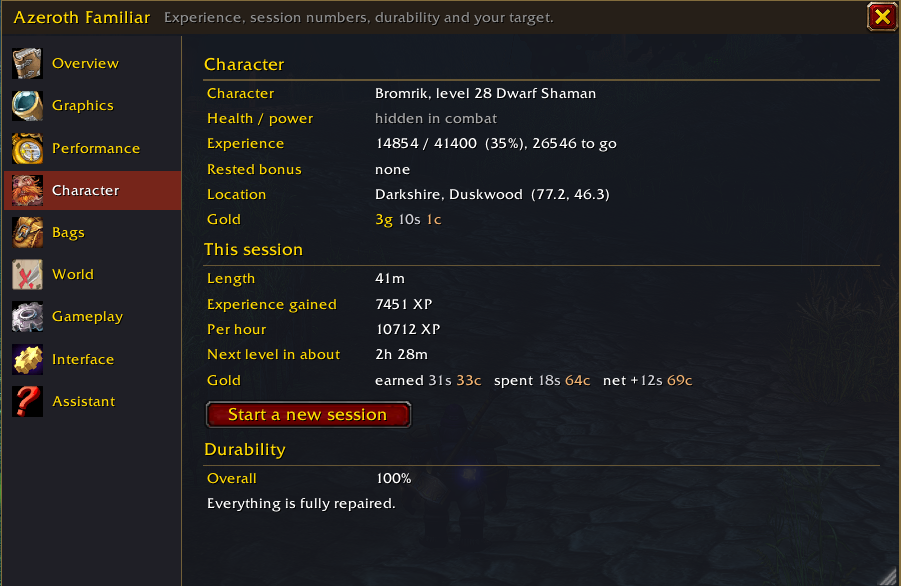 Azeroth Familiar Experience, session numbers, durability and your target.
Overview
Graphics
Performance
Character
Bags
World
Gameplay
Interface
Assistant
Character
Character Bromrik, level 28 Dwarf Shaman
Health / power hidden in combat
Experience 14854 / 41400 (35%), 26546 to go
Rested bonus none
Location Darkshire, Duskwood (77.2, 46.3)
Gold 3g 10s 1c
This session
Length 41m
Experience gained 7451 XP
Per hour 10712 XP
Next level in about 2h 28m
Gold earned 31s 33c spent 18s 64c net +12s 69c
Start a new session
Durability
Overall 100%
Everything is fully repaired.